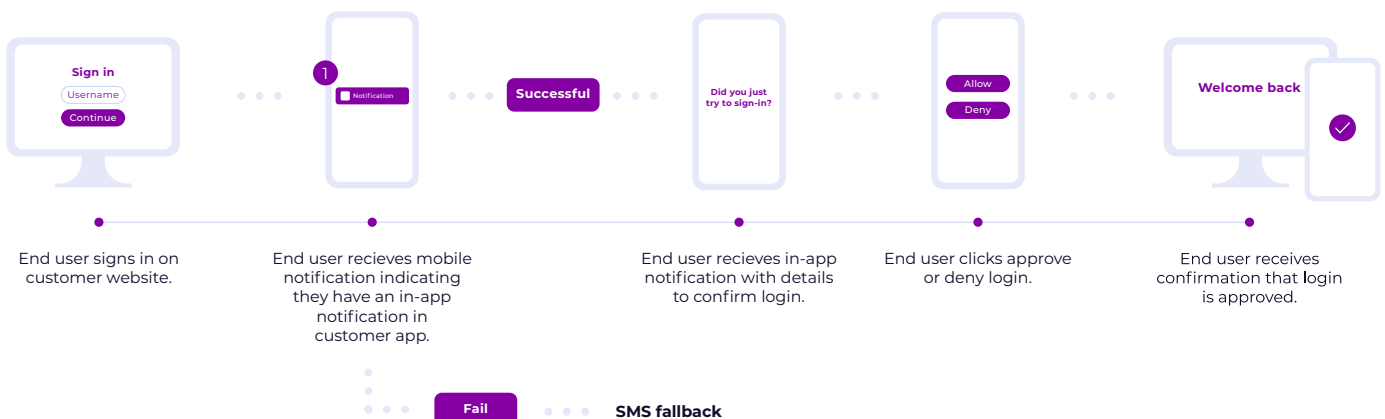 Sign in
Username
Continue
1
Notification
Successful
Did you just
try to sign-in?
Allow
Deny
Welcome back
End user signs in on
customer website.
End user recieves mobile
notification indicating
they have an in-app
notification in
customer app.
End user recieves in-app
notification with details
to confirm login.
End user clicks approve
or deny login.
End user receives
confirmation that login
is approved.
Fail
SMS fallback